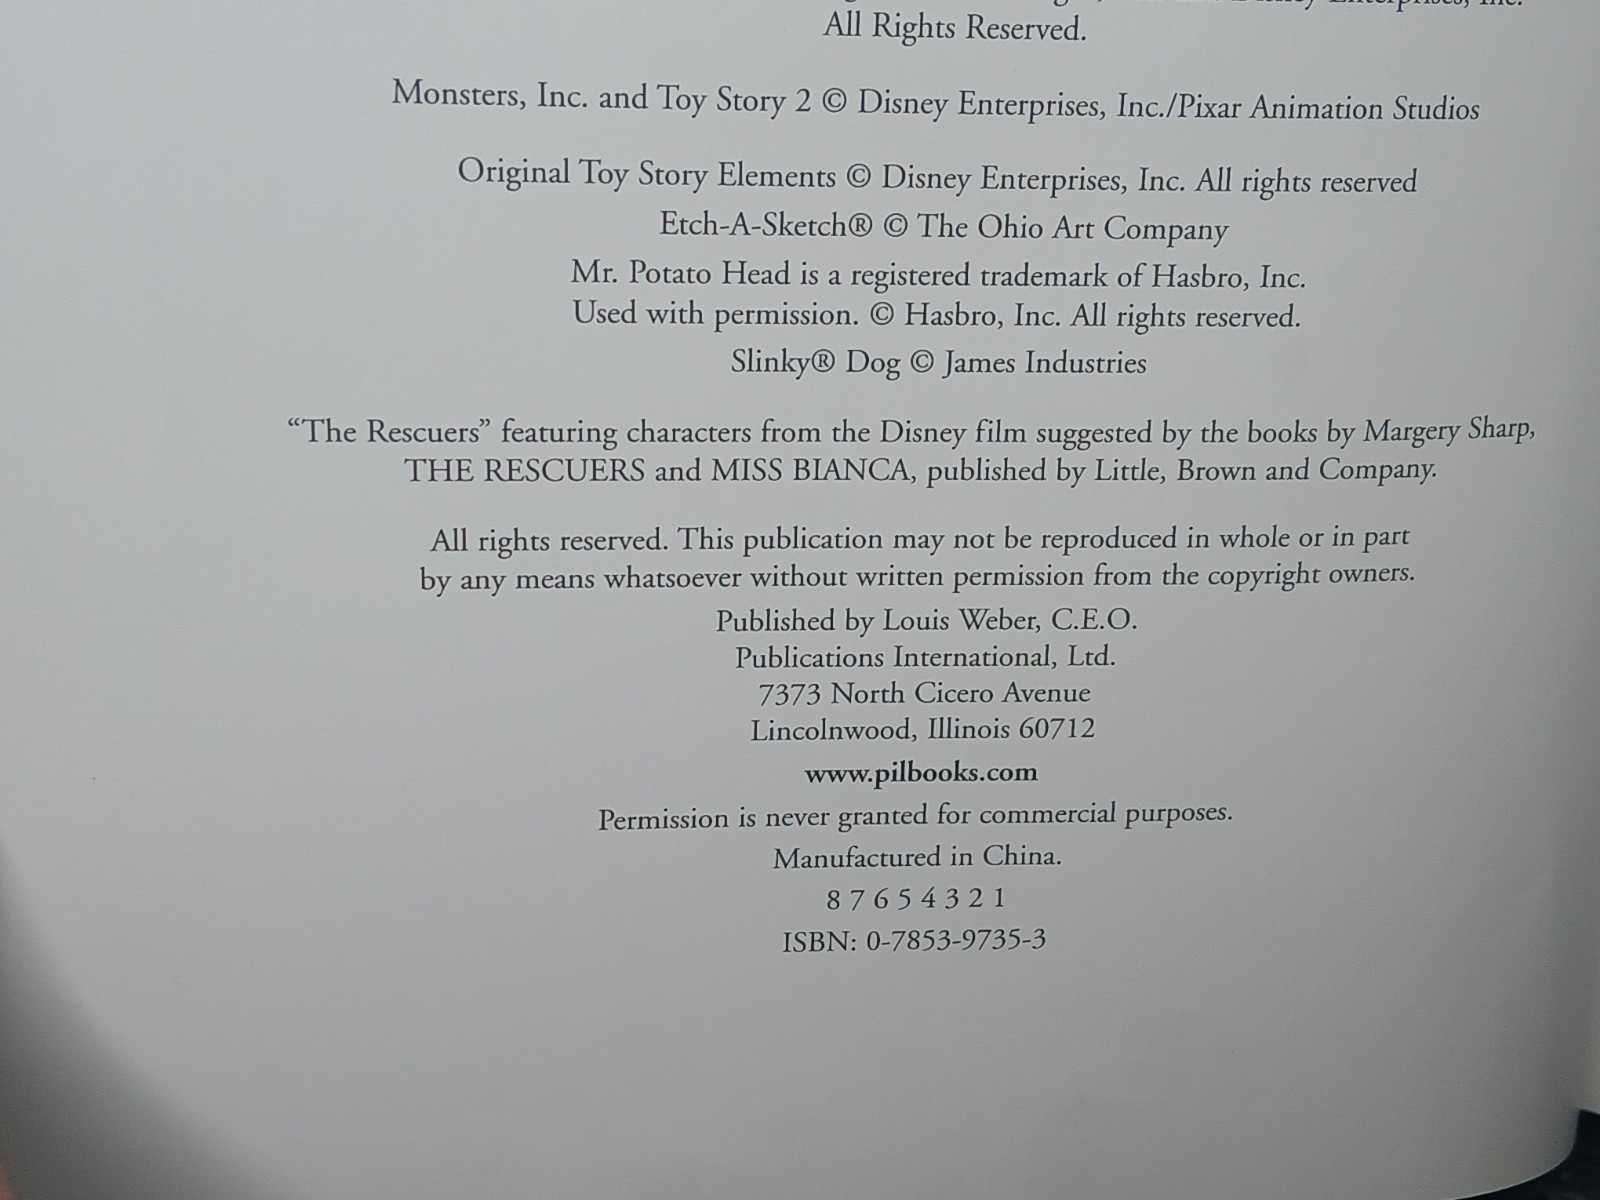 Disney Enterprises, Inc.
All Rights Reserved.
Monsters, Inc. and Toy Story 2 © Disney Enterprises, Inc./Pixar Animation Studios
Original Toy Story Elements © Disney Enterprises, Inc. All rights reserved
Etch-A-Sketch® © The Ohio Art Company
Mr. Potato Head is a registered trademark of Hasbro, Inc.
Used with permission. © Hasbro, Inc. All rights reserved.
Slinky® Dog © James Industries
“The Rescuers” featuring characters from the Disney film suggested by the books by Margery Sharp,
THE RESCUERS and MISS BIANCA, published by Little, Brown and Company.
All rights reserved. This publication may not be reproduced in whole or in part
by any means whatsoever without written permission from the copyright owners.
Published by Louis Weber, C.E.O.
Publications International, Ltd.
7373 North Cicero Avenue
Lincolnwood, Illinois 60712
www.pilbooks.com
Permission is never granted for commercial purposes.
Manufactured in China.
8 7 6 5 4 3 2 1
ISBN: 0-7853-9735-3